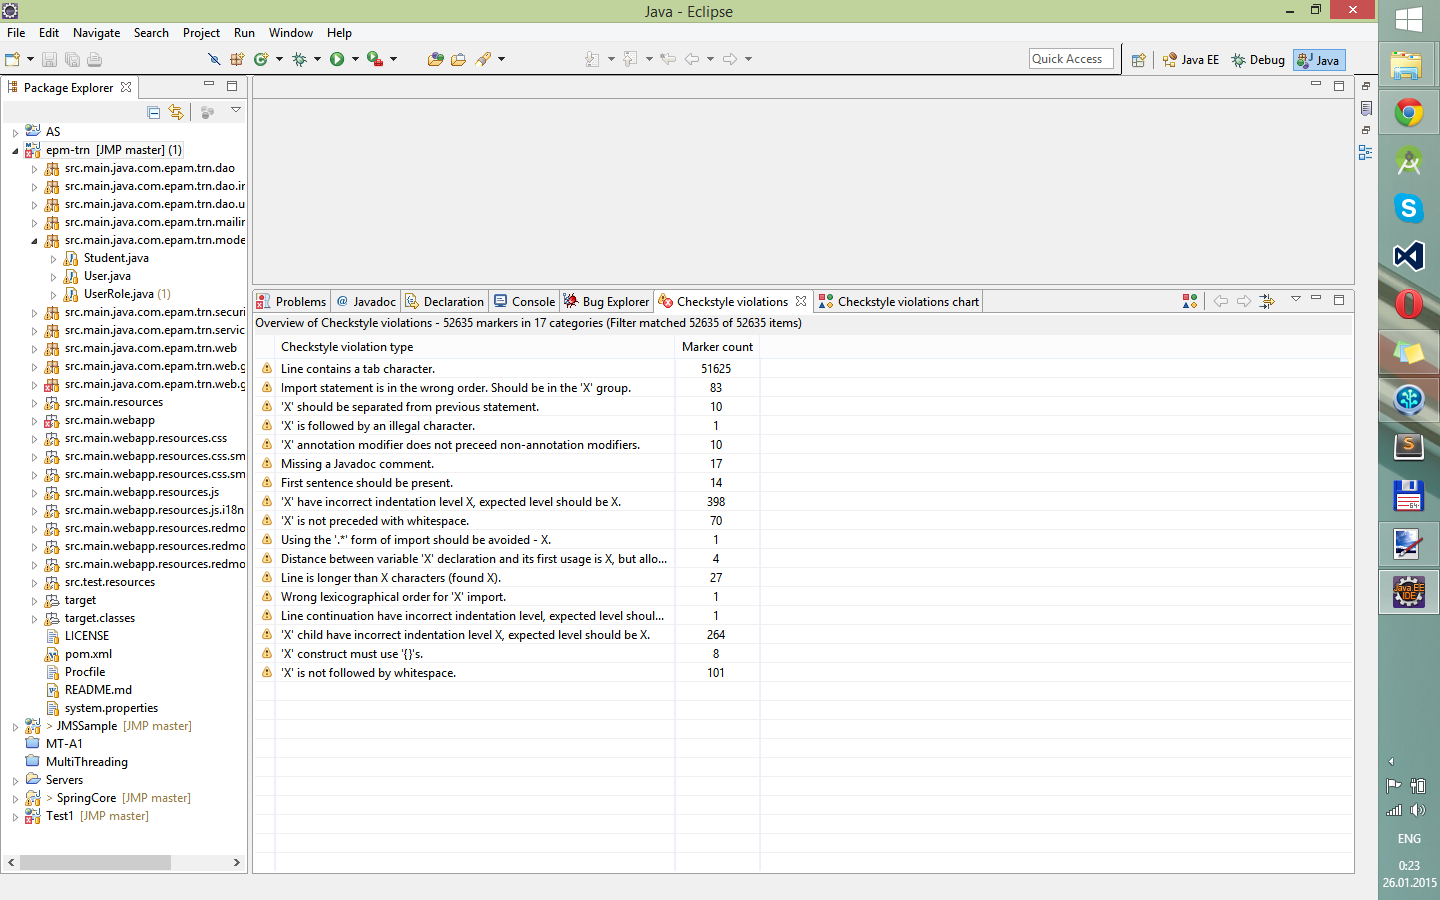 Java - Eclipse
File Edit Navigate Search Project Run Window Help
Quick Access Java EE Debug Java
Package Explorer
AS
epm-trn [JMP master] (1)
src.main.java.com.epam.trn.dao
src.main.java.com.epam.trn.dao.ir
src.main.java.com.epam.trn.dao.u
src.main.java.com.epam.trn.mailir
src.main.java.com.epam.trn.mode
Student.java
User.java
UserRole.java (1)
src.main.java.com.epam.trn.securi
src.main.java.com.epam.trn.servic
src.main.java.com.epam.trn.web
src.main.java.com.epam.trn.web.g
src.main.java.com.epam.trn.web.g
src.main.resources
src.main.webapp
src.main.webapp.resources.css
src.main.webapp.resources.css.sm
src.main.webapp.resources.css.sm
src.main.webapp.resources.js
src.main.webapp.resources.js.i18n
src.main.webapp.resources.redmo
src.main.webapp.resources.redmo
src.main.webapp.resources.redmo
src.test.resources
target
target.classes
LICENSE
pom.xml
Procfile
README.md
system.properties
> JMSSample [JMP master]
MT-A1
MultiThreading
Servers
> SpringCore [JMP master]
Test1 [JMP master]
Problems @ Javadoc Declaration Console Bug Explorer Checkstyle violations Checkstyle violations chart
Overview of Checkstyle violations - 52635 markers in 17 categories (Filter matched 52635 of 52635 items)
Checkstyle violation type Marker count
Line contains a tab character. 51625
Import statement is in the wrong order. Should be in the 'X' group. 83
'X' should be separated from previous statement. 10
'X' is followed by an illegal character. 1
'X' annotation modifier does not preceed non-annotation modifiers. 10
Missing a Javadoc comment. 17
First sentence should be present. 14
'X' have incorrect indentation level X, expected level should be X. 398
'X' is not preceded with whitespace. 70
Using the '.*' form of import should be avoided - X. 1
Distance between variable 'X' declaration and its first usage is X, but allo... 4
Line is longer than X characters (found X). 27
Wrong lexicographical order for 'X' import. 1
Line continuation have incorrect indentation level, expected level shoul... 1
'X' child have incorrect indentation level X, expected level should be X. 264
'X' construct must use '{}'s. 8
'X' is not followed by whitespace. 101
64
Java EE
IDE
ENG
0:23
26.01.2015